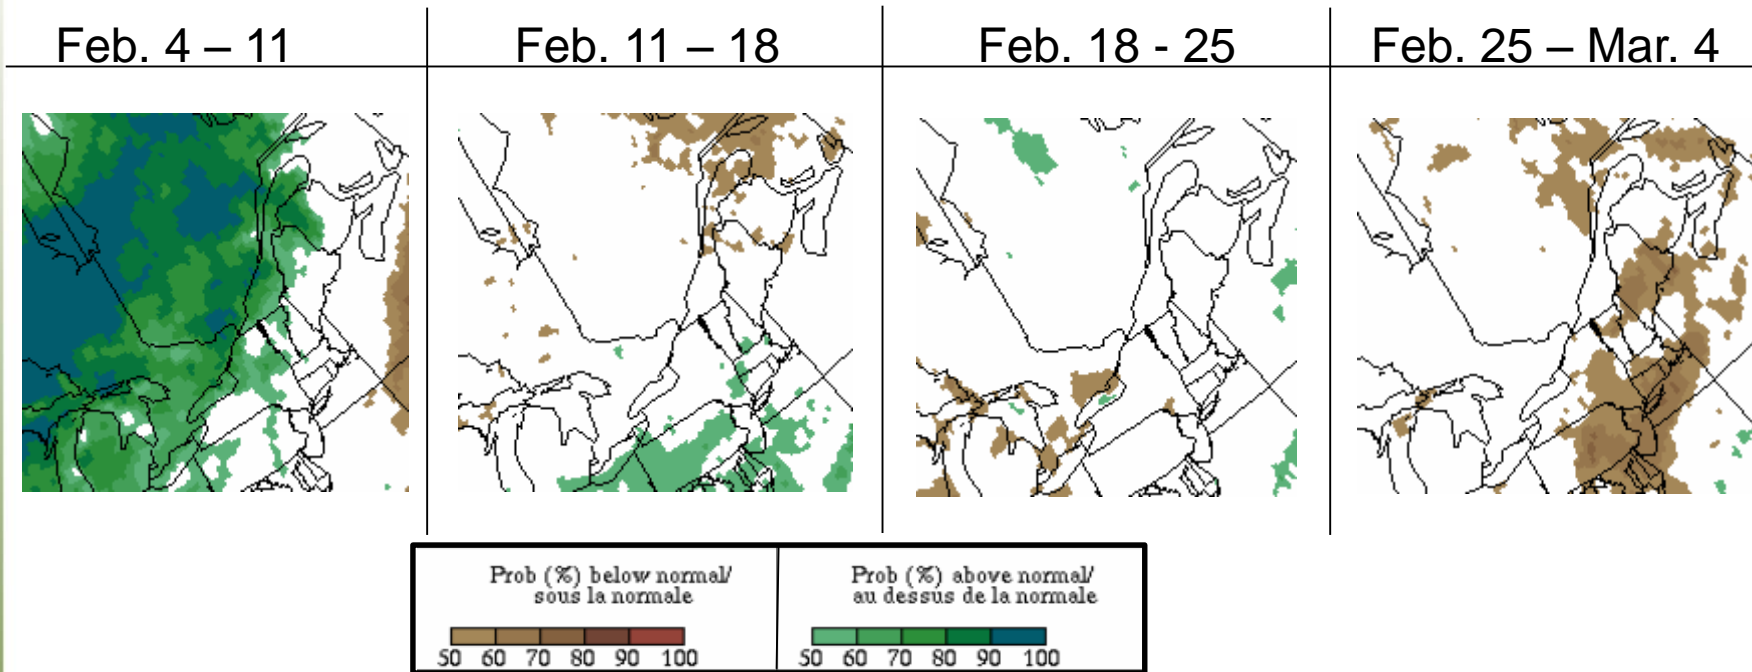 Feb. 4 – 11
Feb. 11 – 18
Feb. 18 - 25
Feb. 25 – Mar. 4
Prob (%) below normal/
sous la normale
50 60 70 80 90 100
Prob (%) above normal/
au dessus de la normale
50 60 70 80 90 100